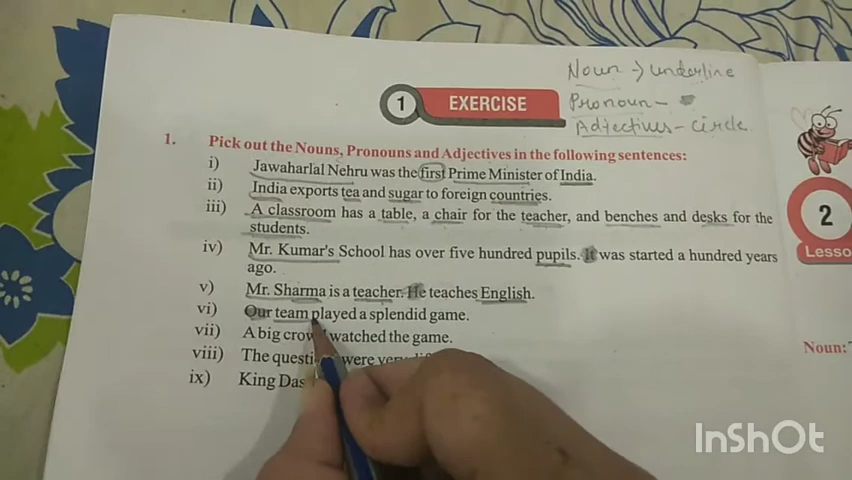 Noun → underline
Pronoun -
Adjectives - circle
1 EXERCISE
1. Pick out the Nouns, Pronouns and Adjectives in the following sentences:
i) Jawaharlal Nehru was the first Prime Minister of India.
ii) India exports tea and sugar to foreign countries.
iii) A classroom has a table, a chair for the teacher, and benches and desks for the
students.
iv) Mr. Kumar's School has over five hundred pupils. It was started a hundred years
ago.
v) Mr. Sharma is a teacher. He teaches English.
vi) Our team played a splendid game.
vii) A big watched the game.
viii) The were very
ix) King
2
Noun:
InShOt